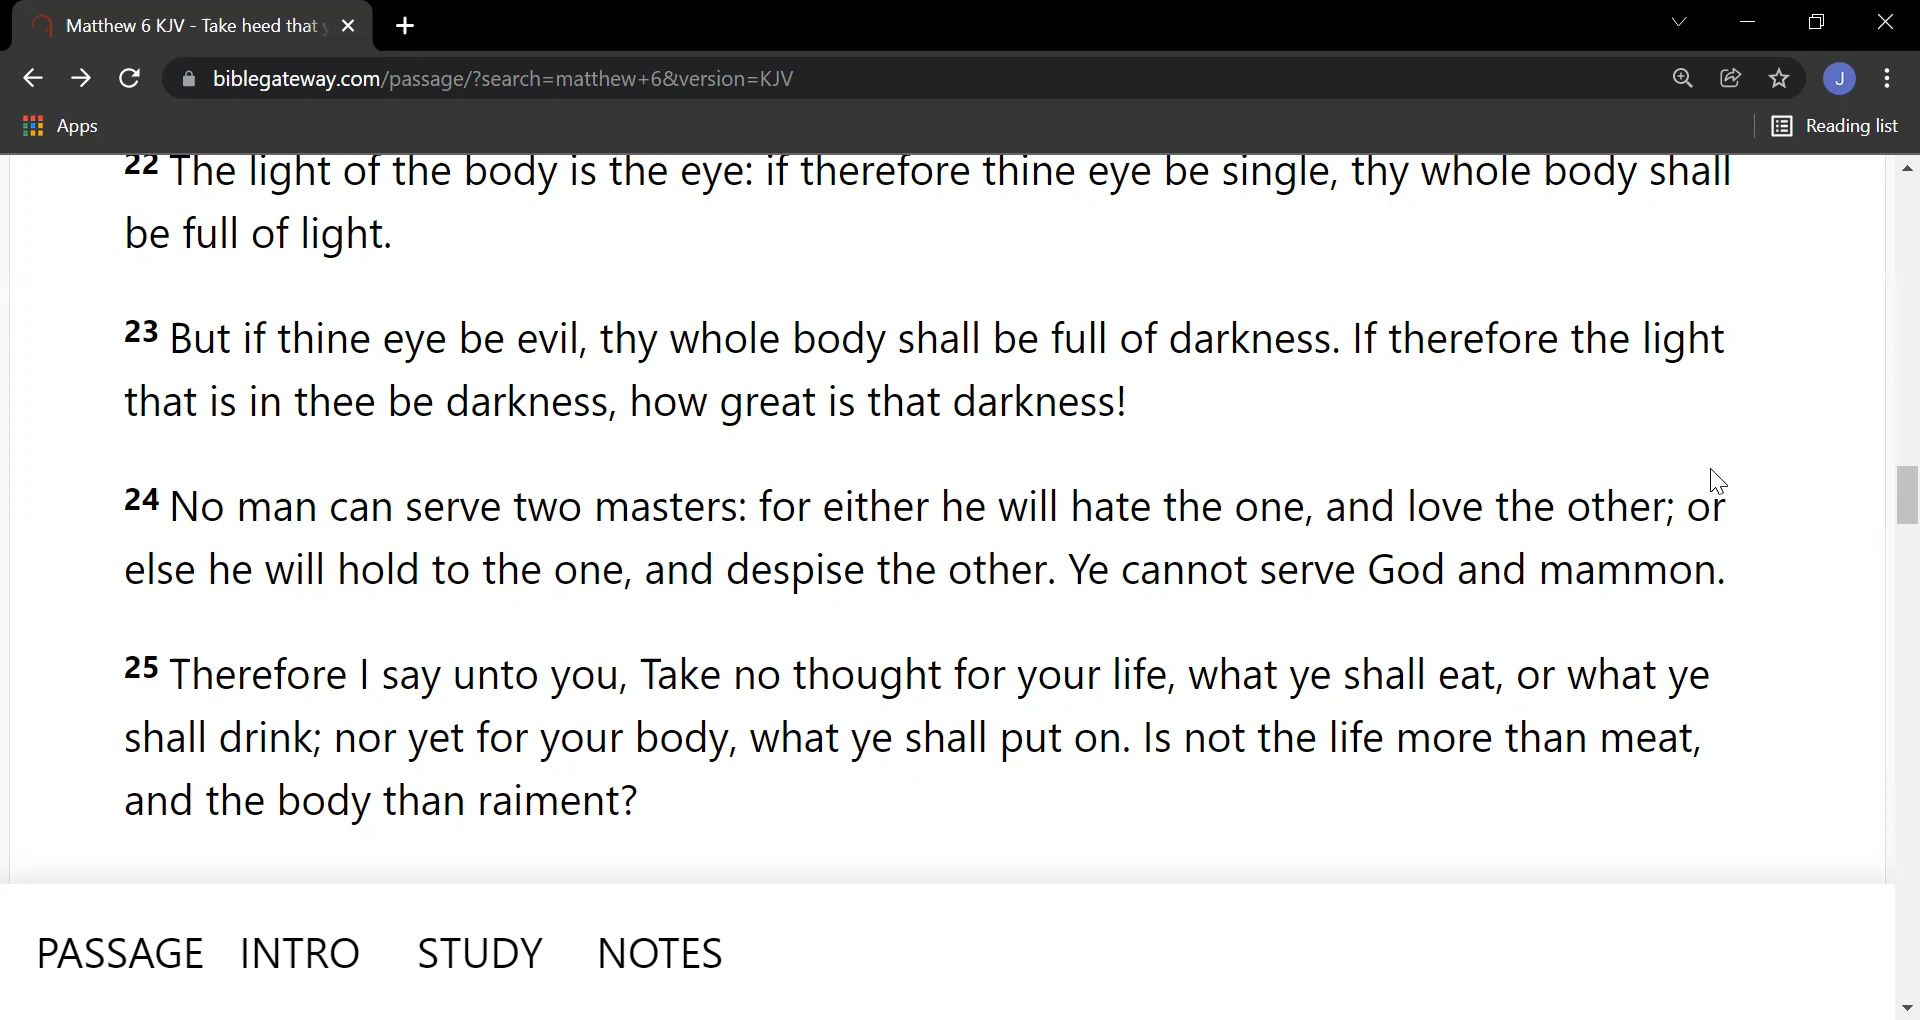 Matthew 6 KJV - Take heed that
biblegateway.com/passage/?search=matthew+6&version=KJV
J
Apps
Reading list
22 The light of the body is the eye: if therefore thine eye be single, thy whole body shall
be full of light.
23 But if thine eye be evil, thy whole body shall be full of darkness. If therefore the light
that is in thee be darkness, how great is that darkness!
24 No man can serve two masters: for either he will hate the one, and love the other; or
else he will hold to the one, and despise the other. Ye cannot serve God and mammon.
25 Therefore I say unto you, Take no thought for your life, what ye shall eat, or what ye
shall drink; nor yet for your body, what ye shall put on. Is not the life more than meat,
and the body than raiment?
PASSAGE INTRO STUDY NOTES